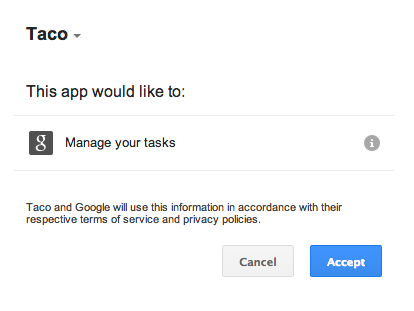 Taco
This app would like to:
Manage your tasks
Taco and Google will use this information in accordance with their
respective terms of service and privacy policies.
Cancel
Accept